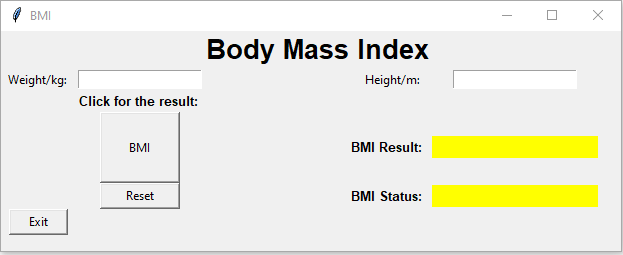 BMI
Body Mass Index
Weight/kg: Height/m:
Click for the result:
BMI
BMI Result:
Reset
BMI Status:
Exit